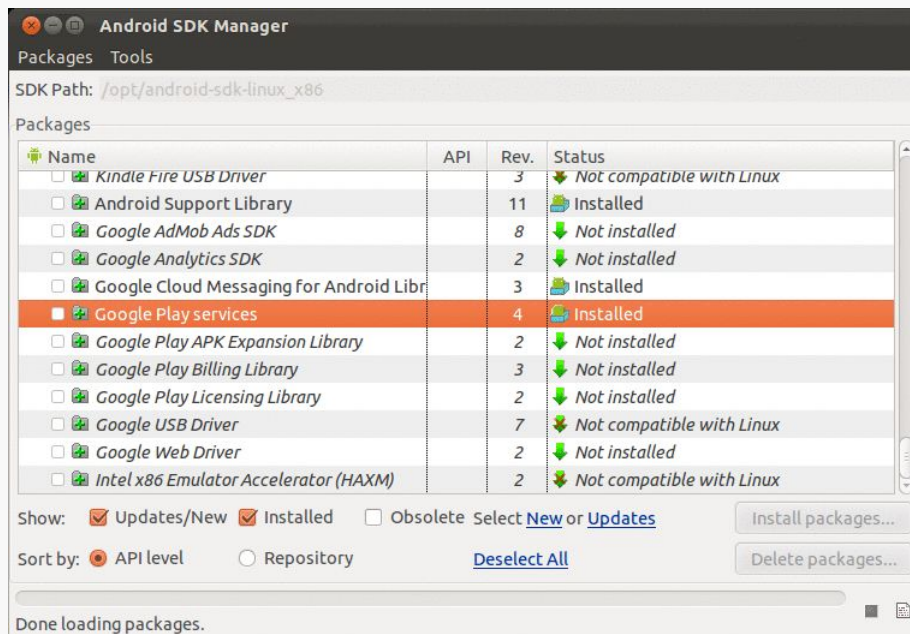 Android SDK Manager
Packages Tools
SDK Path: /opt/android-sdk-linux_x86
Packages
Name API Rev. Status
Kindle Fire USB Driver 3 Not compatible with Linux
Android Support Library 11 Installed
Google AdMob Ads SDK 8 Not installed
Google Analytics SDK 2 Not installed
Google Cloud Messaging for Android Libr 3 Installed
Google Play services 4 Installed
Google Play APK Expansion Library 2 Not installed
Google Play Billing Library 3 Not installed
Google Play Licensing Library 2 Not installed
Google USB Driver 7 Not compatible with Linux
Google Web Driver 2 Not installed
Intel x86 Emulator Accelerator (HAXM) 2 Not compatible with Linux
Show: Updates/New Installed Obsolete Select New or Updates Install packages...
Sort by: API level Repository Deselect All Delete packages...
Done loading packages.